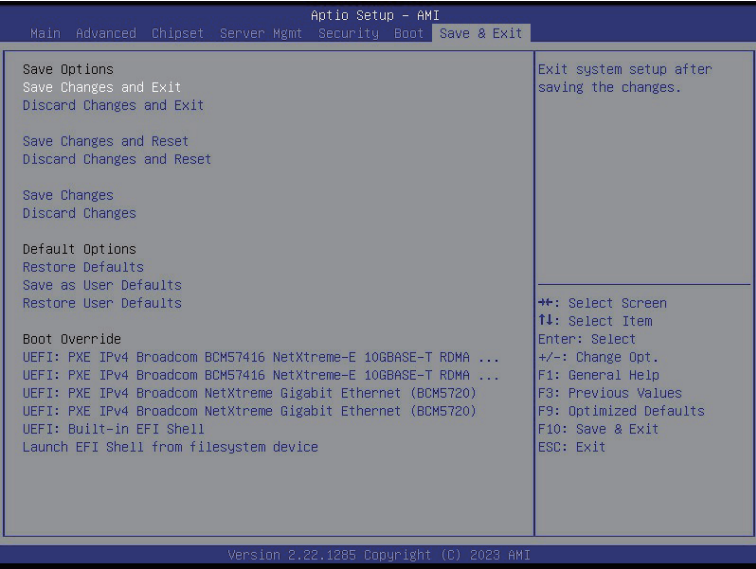 Aptio Setup – AMI
Main Advanced Chipset Server Mgmt Security Boot Save & Exit
Save Options
Save Changes and Exit
Discard Changes and Exit
Save Changes and Reset
Discard Changes and Reset
Save Changes
Discard Changes
Default Options
Restore Defaults
Save as User Defaults
Restore User Defaults
Boot Override
UEFI: PXE IPv4 Broadcom BCM57416 NetXtreme-E 10GBASE-T RDMA ...
UEFI: PXE IPv4 Broadcom BCM57416 NetXtreme-E 10GBASE-T RDMA ...
UEFI: PXE IPv4 Broadcom NetXtreme Gigabit Ethernet (BCM5720)
UEFI: PXE IPv4 Broadcom NetXtreme Gigabit Ethernet (BCM5720)
UEFI: Built-in EFI Shell
Launch EFI Shell from filesystem device
Exit system setup after
saving the changes.
→←: Select Screen
↑↓: Select Item
Enter: Select
+/-: Change Opt.
F1: General Help
F3: Previous Values
F9: Optimized Defaults
F10: Save & Exit
ESC: Exit
Version 2.22.1285 Copyright (C) 2023 AMI